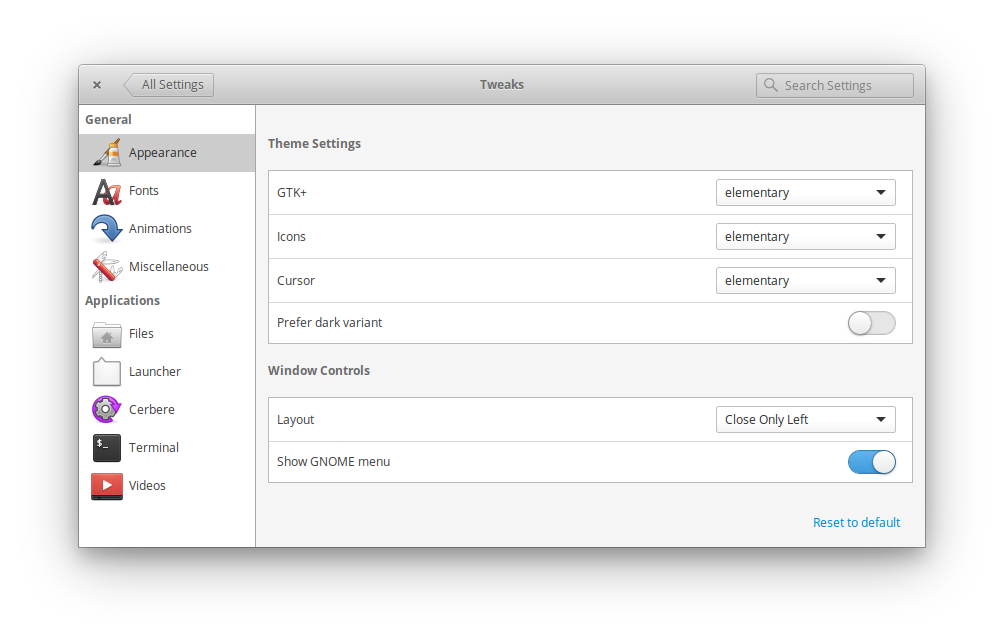 All Settings
Tweaks
Search Settings
General
Appearance
Fonts
Animations
Miscellaneous
Applications
Files
Launcher
Cerbere
$_
Terminal
Videos
Theme Settings
GTK+ elementary
Icons elementary
Cursor elementary
Prefer dark variant
Window Controls
Layout Close Only Left
Show GNOME menu
Reset to default